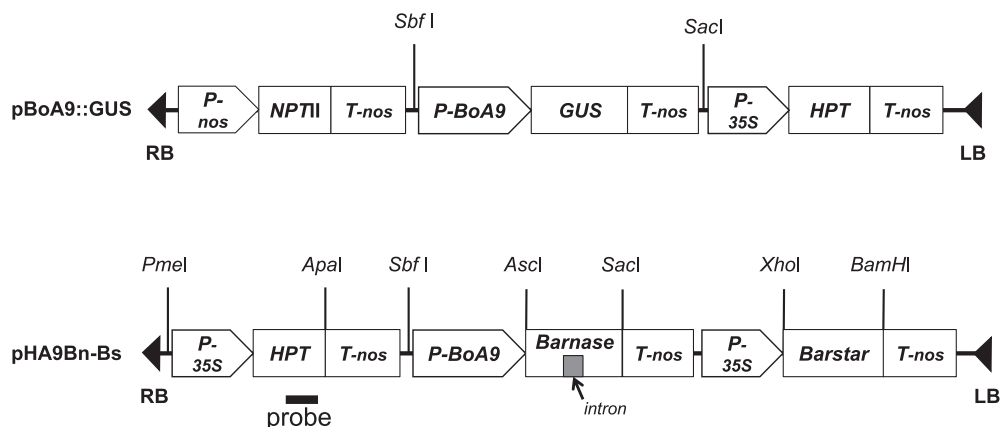 Sbf I SacI
pBoA9::GUS P-nos NPTII T-nos P-BoA9 GUS T-nos P-35S HPT T-nos
RB LB
PmeI ApaI Sbf I AscI SacI XhoI BamHI
pHA9Bn-Bs P-35S HPT T-nos P-BoA9 Barnase T-nos P-35S Barstar T-nos
RB intron LB
probe